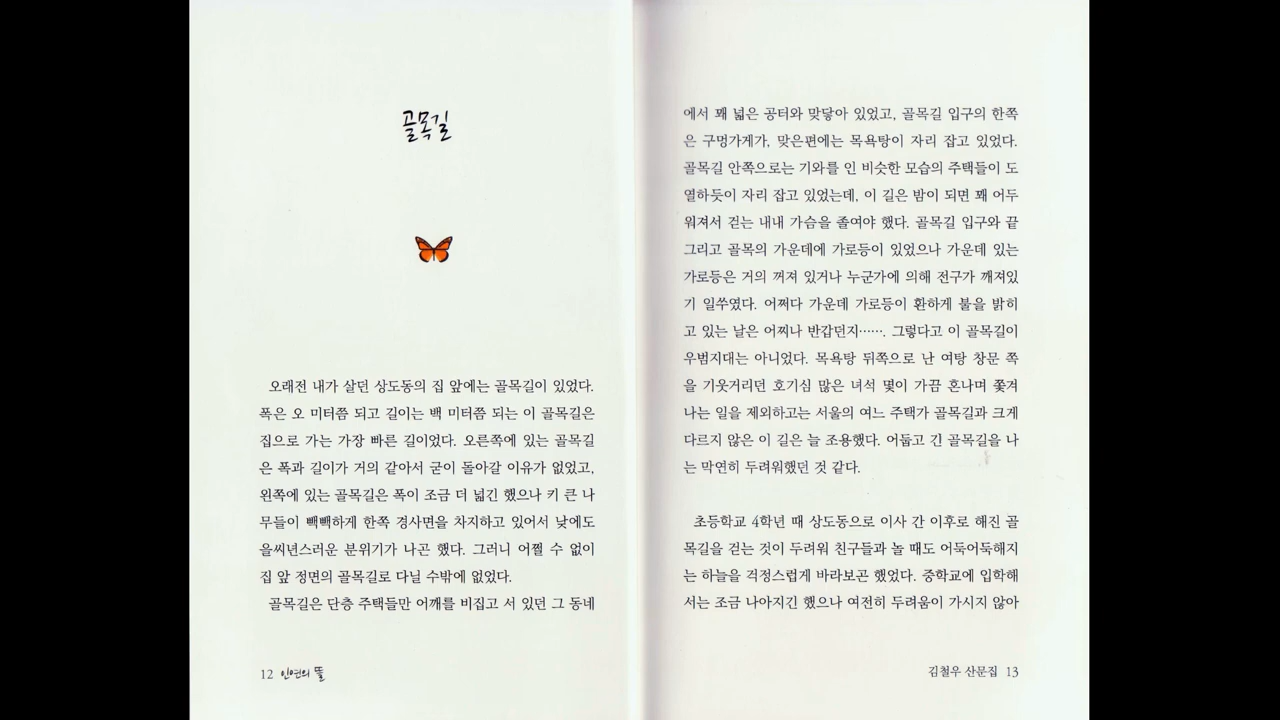 골목길
오래전 내가 살던 상도동의 집 앞에는 골목길이 있었다.
폭은 오 미터쯤 되고 길이는 백 미터쯤 되는 이 골목길은
집으로 가는 가장 빠른 길이었다. 오른쪽에 있는 골목길
은 폭과 길이가 거의 같아서 굳이 돌아갈 이유가 없었고,
왼쪽에 있는 골목길은 폭이 조금 더 넓긴 했으나 키 큰 나
무들이 빽빽하게 한쪽 경사면을 차지하고 있어서 낮에도
을씨년스러운 분위기가 나곤 했다. 그러니 어쩔 수 없이
집 앞 정면의 골목길로 다닐 수밖에 없었다.
골목길은 단층 주택들만 어깨를 비집고 서 있던 그 동네
12 인연의 뜰
에서 꽤 넓은 공터와 맞닿아 있었고, 골목길 입구의 한쪽
은 구멍가게가, 맞은편에는 목욕탕이 자리 잡고 있었다.
골목길 안쪽으로는 기와를 인 비슷한 모습의 주택들이 도
열하듯이 자리 잡고 있었는데, 이 길은 밤이 되면 꽤 어두
워져서 걷는 내내 가슴을 졸여야 했다. 골목길 입구와 끝
그리고 골목의 가운데에 가로등이 있었으나 가운데 있는
가로등은 거의 꺼져 있거나 누군가에 의해 전구가 깨져있
기 일쑤였다. 어쩌다 가운데 가로등이 환하게 불을 밝히
고 있는 날은 어찌나 반갑던지……. 그렇다고 이 골목길이
우범지대는 아니었다. 목욕탕 뒤쪽으로 난 여탕 창문 쪽
을 기웃거리던 호기심 많은 녀석 몇이 가끔 혼나며 쫓겨
나는 일을 제외하고는 서울의 여느 주택가 골목길과 크게
다르지 않은 이 길은 늘 조용했다. 어둡고 긴 골목길을 나
는 막연히 두려워했던 것 같다.
초등학교 4학년 때 상도동으로 이사 간 이후로 해진 골
목길을 걷는 것이 두려워 친구들과 놀 때도 어둑어둑해지
는 하늘을 걱정스럽게 바라보곤 했었다. 중학교에 입학해
서는 조금 나아지긴 했으나 여전히 두려움이 가시지 않아
김철우 산문집 13